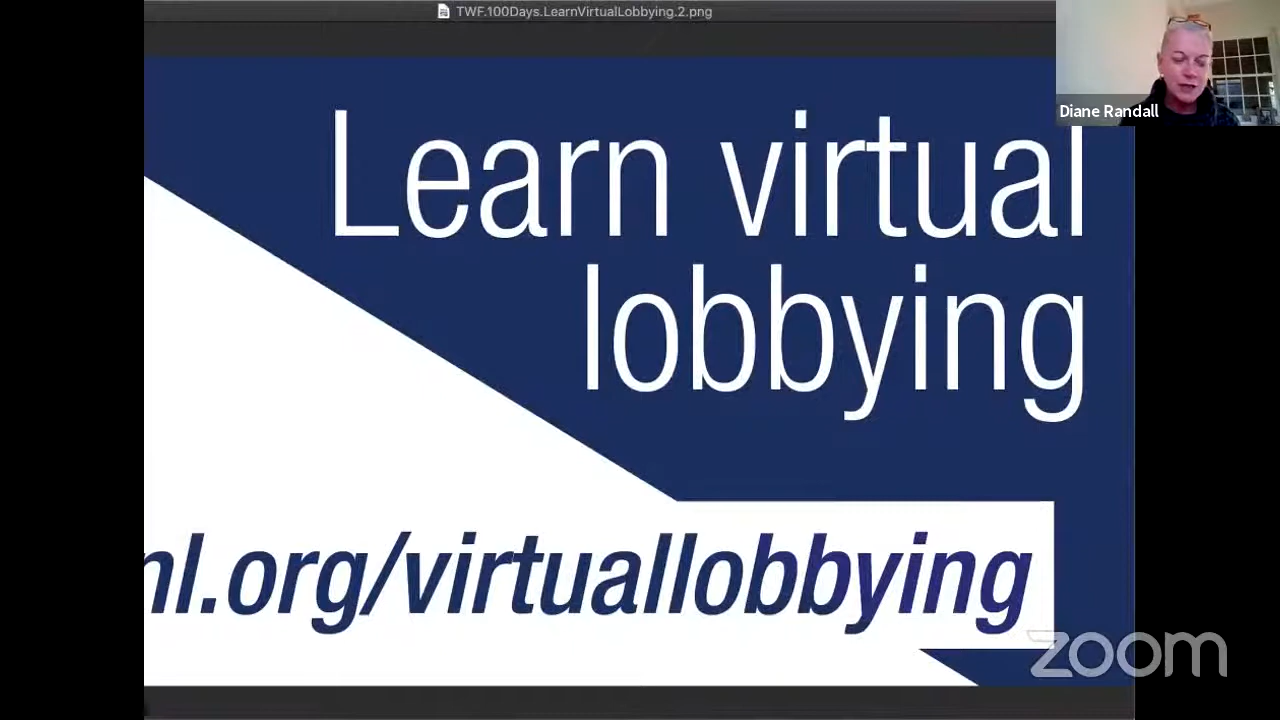 TWF.100Days.LearnVirtualLobbying.2.png
Diane Randall
Learn virtual
lobbying
nl.org/virtuallobbying
zoom